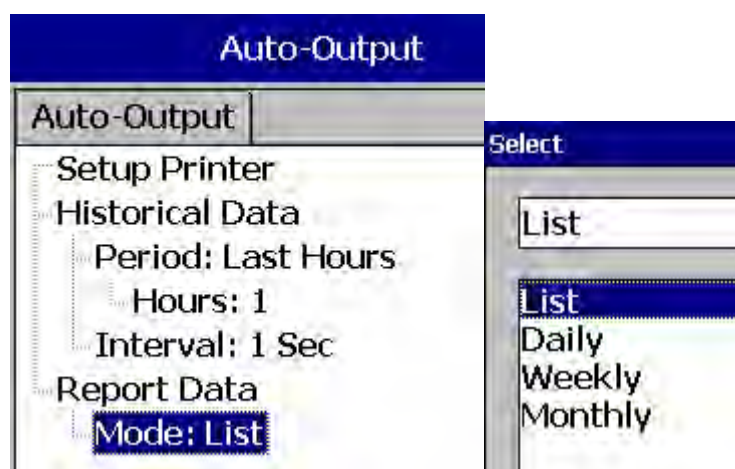 Auto-Output
Auto-Output
Setup Printer
Historical Data
Period: Last Hours
Hours: 1
Interval: 1 Sec
Report Data
Mode: List
Select
List
List
Daily
Weekly
Monthly